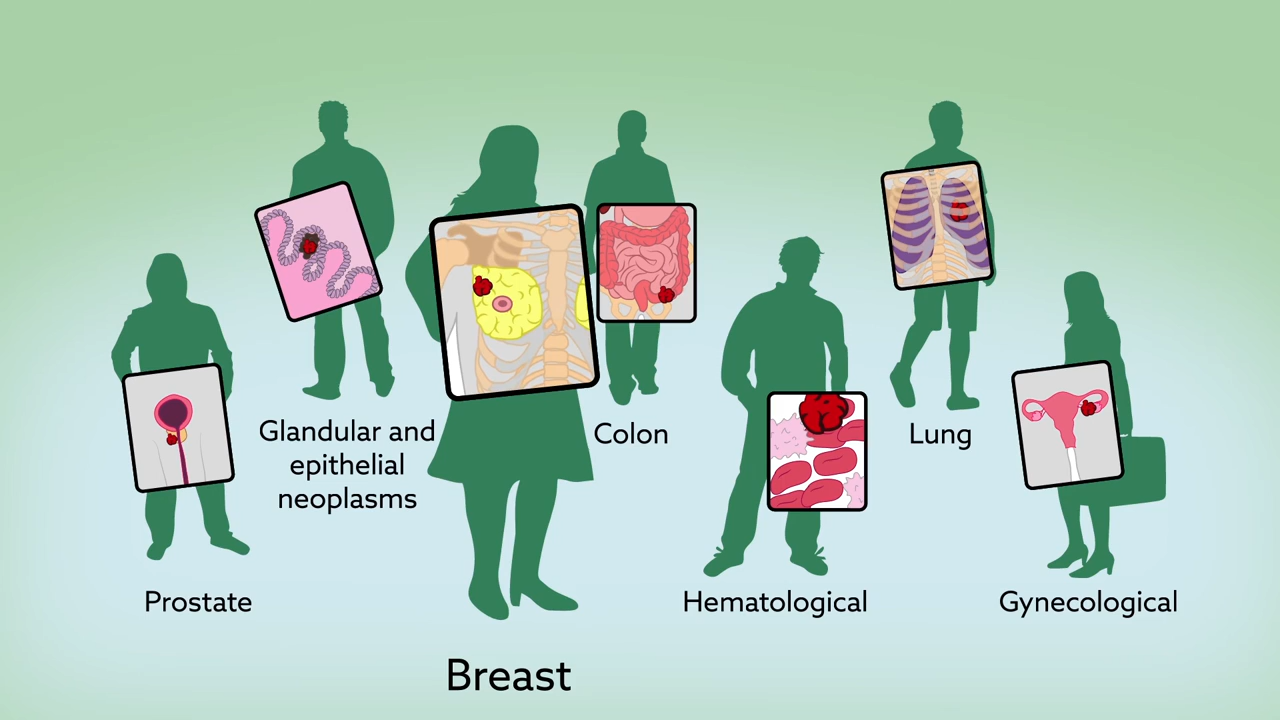 Glandular and
epithelial
neoplasms
Colon
Lung
Prostate
Hematological
Gynecological
Breast